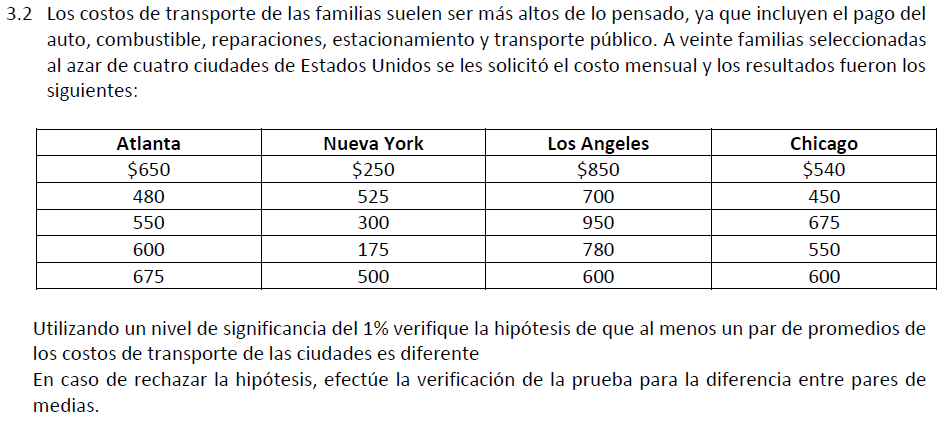 3.2 Los costos de transporte de las familias suelen ser más altos de lo pensado, ya que incluyen el pago del
auto, combustible, reparaciones, estacionamiento y transporte público. A veinte familias seleccionadas
al azar de cuatro ciudades de Estados Unidos se les solicitó el costo mensual y los resultados fueron los
siguientes:
Atlanta Nueva York Los Angeles Chicago
$650 $250 $850 $540
480 525 700 450
550 300 950 675
600 175 780 550
675 500 600 600
Utilizando un nivel de significancia del 1% verifique la hipótesis de que al menos un par de promedios de
los costos de transporte de las ciudades es diferente
En caso de rechazar la hipótesis, efectúe la verificación de la prueba para la diferencia entre pares de
medias.